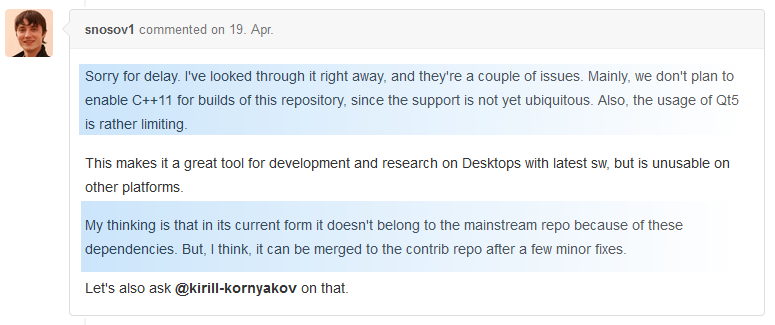 snosov1 commented on 19. Apr.
Sorry for delay. I've looked through it right away, and they're a couple of issues. Mainly, we don't plan to
enable C++11 for builds of this repository, since the support is not yet ubiquitous. Also, the usage of Qt5
is rather limiting.
This makes it a great tool for development and research on Desktops with latest sw, but is unusable on
other platforms.
My thinking is that in its current form it doesn't belong to the mainstream repo because of these
dependencies. But, I think, it can be merged to the contrib repo after a few minor fixes.
Let's also ask @kirill-kornyakov on that.